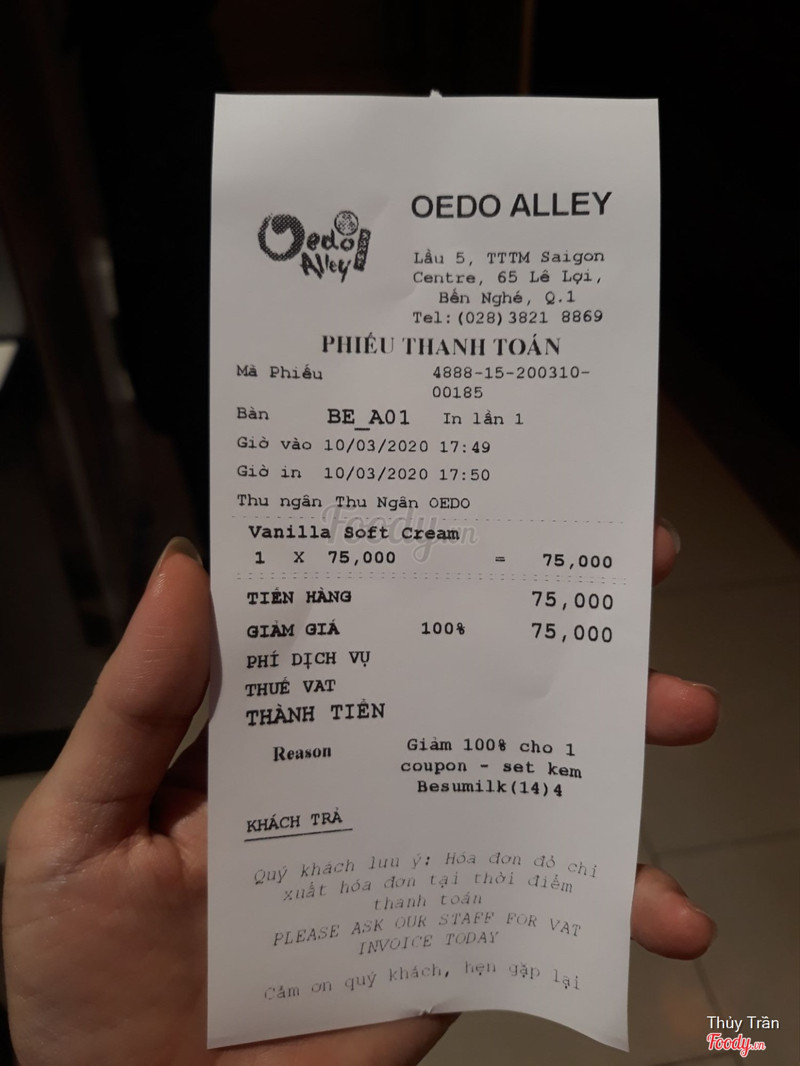 Oedo
Alley
OEDO ALLEY
Lầu 5, TTTM Saigon
Centre, 65 Lê Lợi,
Bến Nghé, Q.1
Tel:(028)3821 8869
PHIẾU THANH TOÁN
Mã Phiếu 4888-15-200310-
00185
Bàn BE_A01 In lần 1
Giờ vào 10/03/2020 17:49
Giờ in 10/03/2020 17:50
Thu ngân Thu Ngân OEDO
Foody.vn
Vanilla Soft Cream
1 X 75,000 = 75,000
TIỀN HÀNG 75,000
GIẢM GIÁ 100% 75,000
PHÍ DỊCH VỤ
THUẾ VAT
THÀNH TIỀN
Reason Giảm 100% cho 1
coupon - set kem
Besumilk(14)4
KHÁCH TRẢ
Quý khách lưu ý: Hóa đơn đỏ chỉ
xuất hóa đơn tại thời điểm
thanh toán
PLEASE ASK OUR STAFF FOR VAT
INVOICE TODAY
Cảm ơn quý khách, hẹn gặp lại
Thủy Trần
Foody.vn